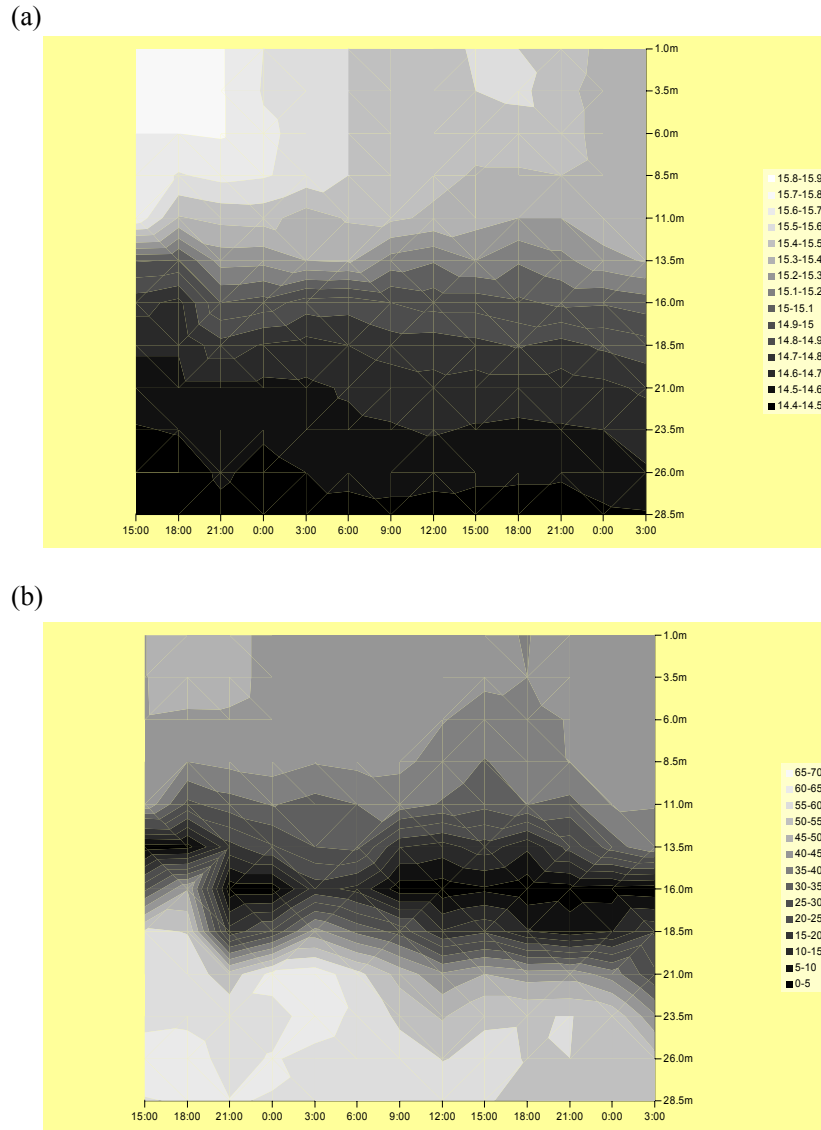 (a)
1.0m
3.5m
6.0m
8.5m
11.0m
13.5m
16.0m
18.5m
21.0m
23.5m
26.0m
28.5m
15:00 18:00 21:00 0:00 3:00 6:00 9:00 12:00 15:00 18:00 21:00 0:00 3:00
15.8-15.9
15.7-15.8
15.6-15.7
15.5-15.6
15.4-15.5
15.3-15.4
15.2-15.3
15.1-15.2
15-15.1
14.9-15
14.8-14.9
14.7-14.8
14.6-14.7
14.5-14.6
14.4-14.5
(b)
1.0m
3.5m
6.0m
8.5m
11.0m
13.5m
16.0m
18.5m
21.0m
23.5m
26.0m
28.5m
15:00 18:00 21:00 0:00 3:00 6:00 9:00 12:00 15:00 18:00 21:00 0:00 3:00
65-70
60-65
55-60
50-55
45-50
40-45
35-40
30-35
25-30
20-25
15-20
10-15
5-10
0-5